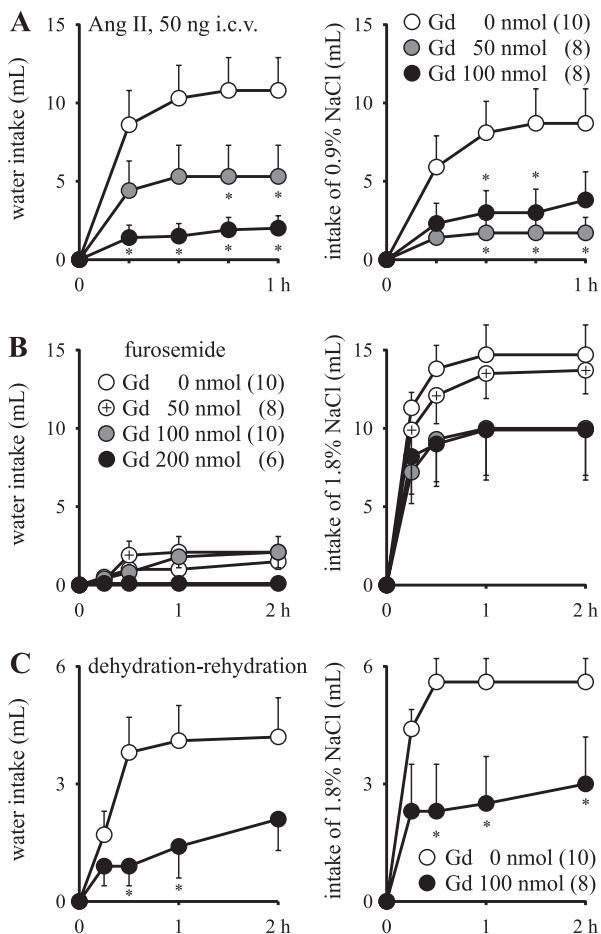 A
Ang II, 50 ng i.c.v.
water intake (mL)
15
10
5
0
0
1 h
*
*
*
*
*
*
intake of 0.9% NaCl (mL)
15
10
5
0
0
1 h
Gd 0 nmol (10)
Gd 50 nmol (8)
Gd 100 nmol (8)
*
*
*
*
*
B
furosemide
water intake (mL)
15
10
5
0
0
1
2 h
Gd 0 nmol (10)
Gd 50 nmol (8)
Gd 100 nmol (10)
Gd 200 nmol (6)
intake of 1.8% NaCl (mL)
15
10
5
0
0
1
2 h
C
dehydration-rehydration
water intake (mL)
6
3
0
0
1
2 h
*
*
intake of 1.8% NaCl (mL)
6
3
0
0
1
2 h
*
*
*
Gd 0 nmol (10)
Gd 100 nmol (8)